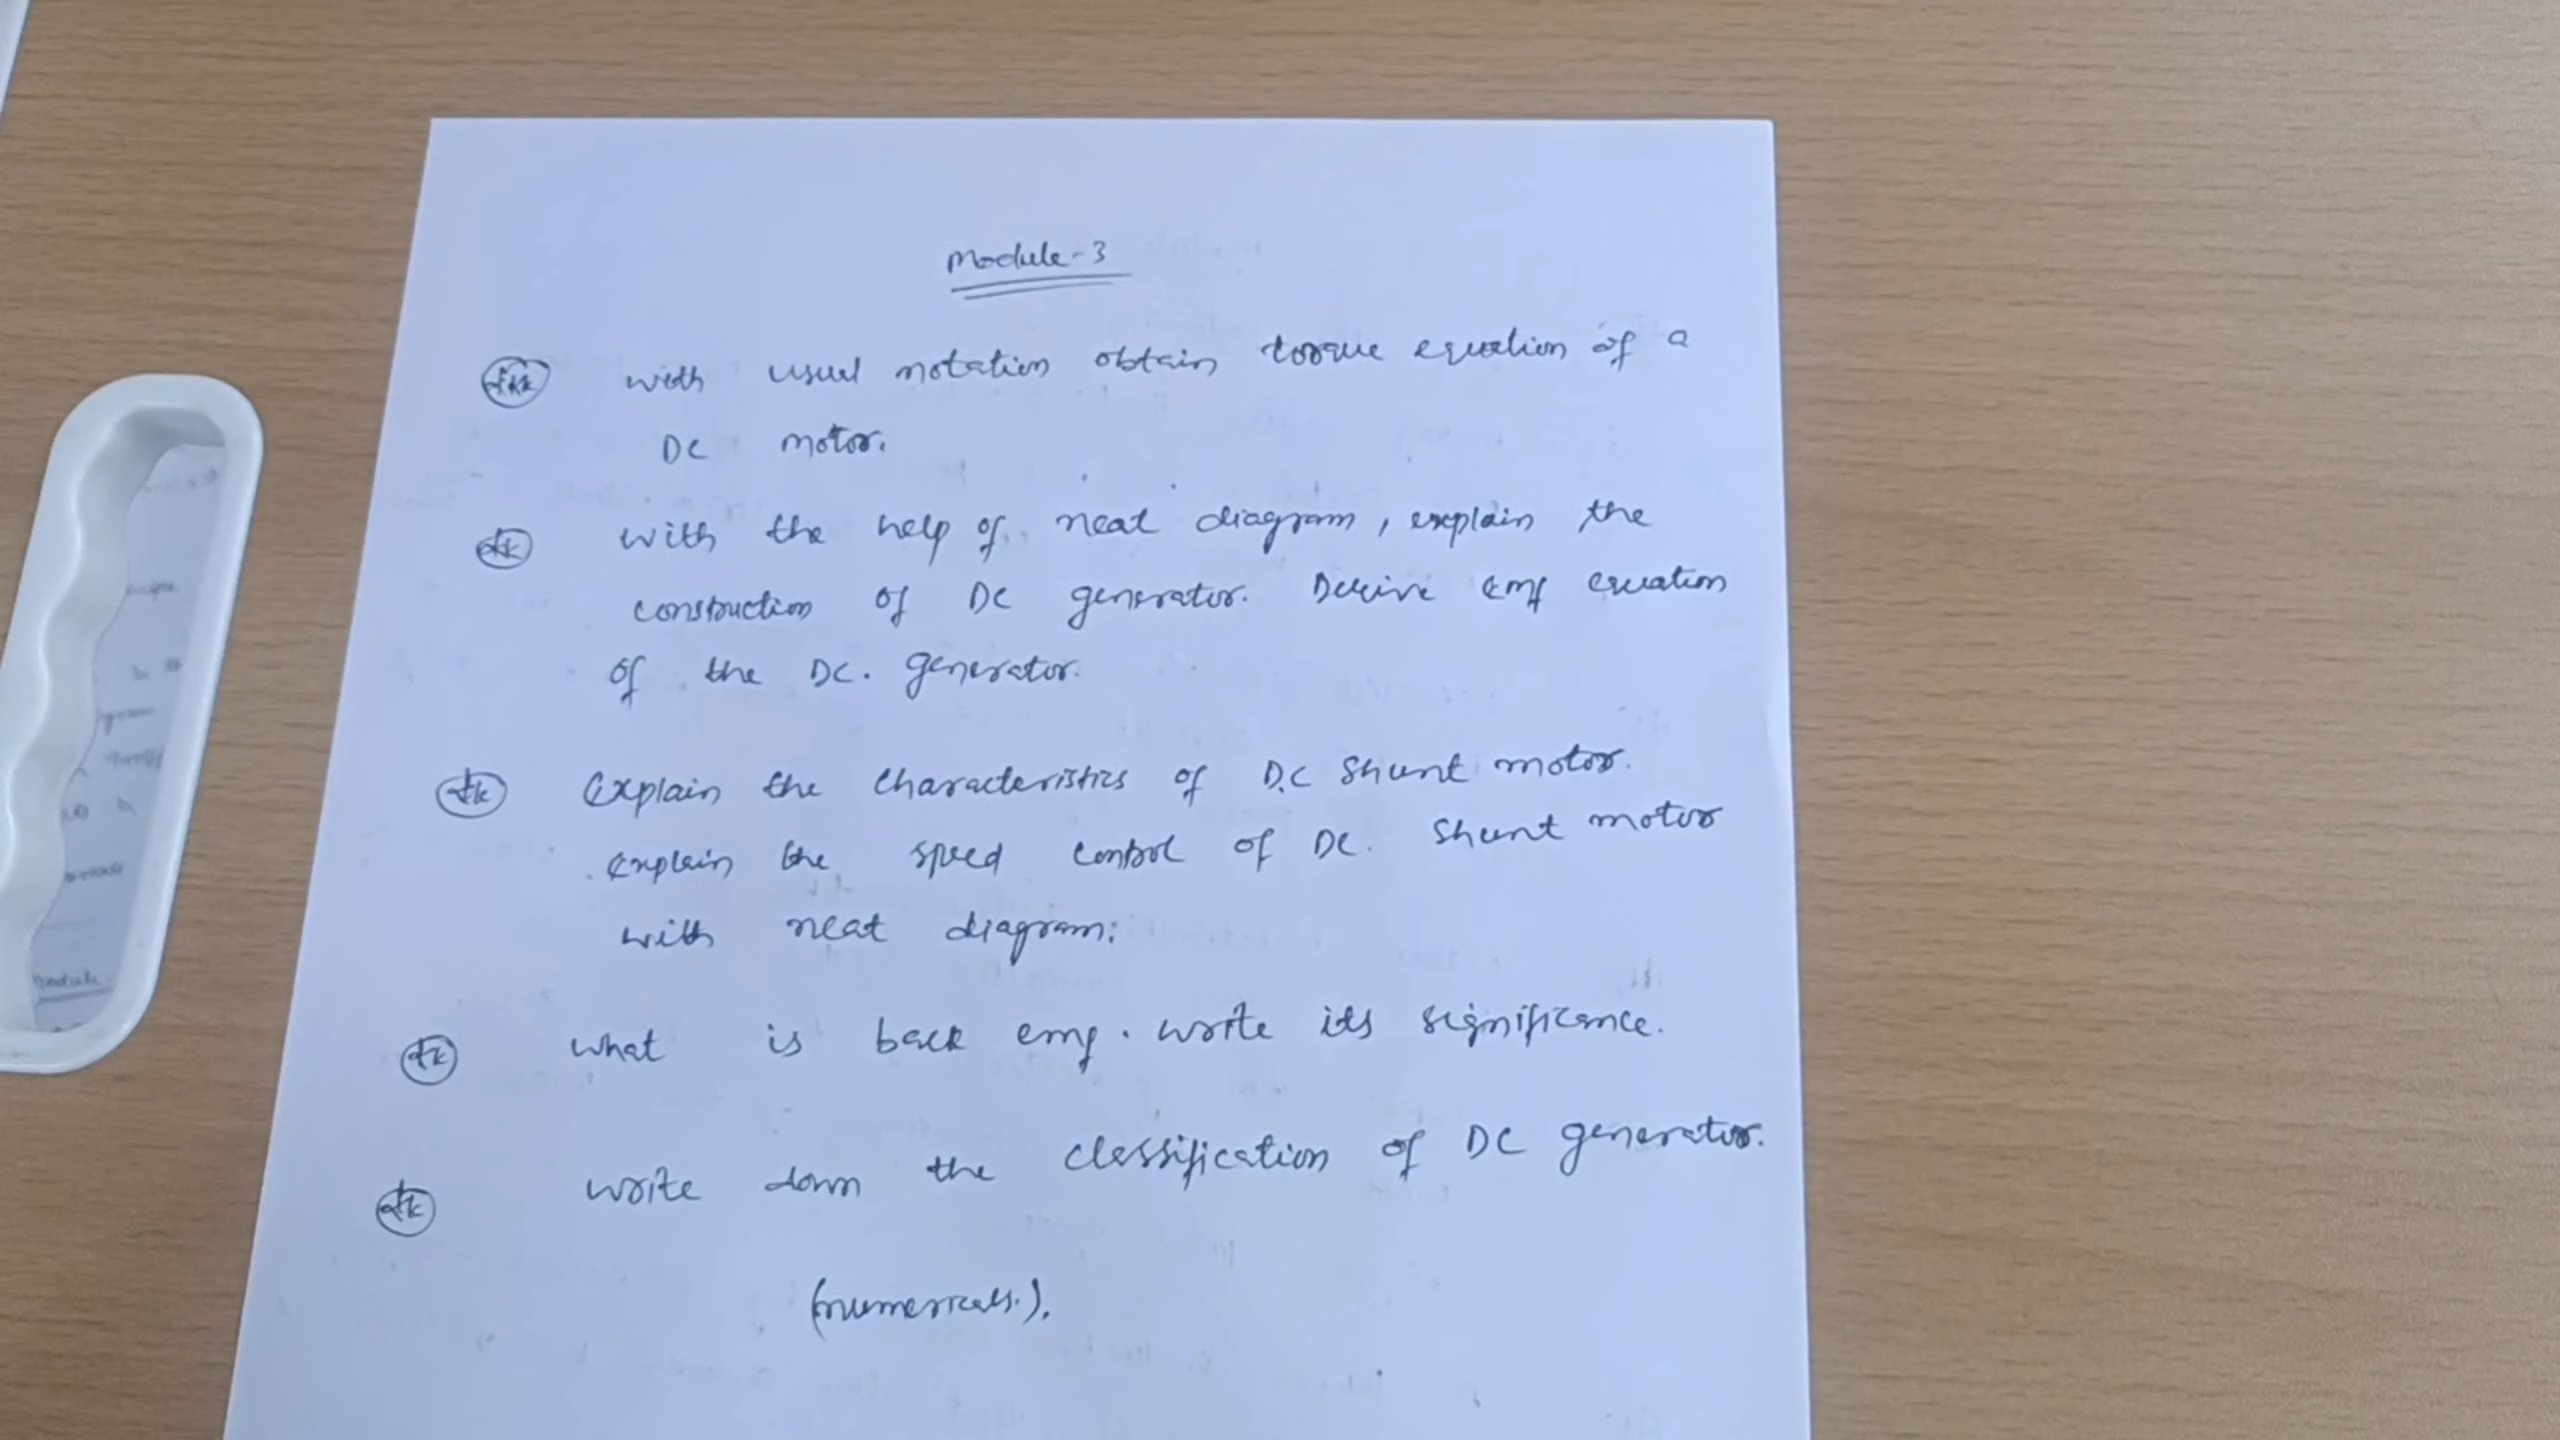 Module-3
with usual notation obtain torque equation of a
DC motor.
with the help of neat diagram, explain the
construction of DC generator. Derive emf equation
of the DC. generator.
Explain the characteristics of D.C shunt motor.
explain the speed control of DC. shunt motor
with neat diagram.
what is back emf. write its significance.
write down the classification of DC generator.
(numericals.).
Module